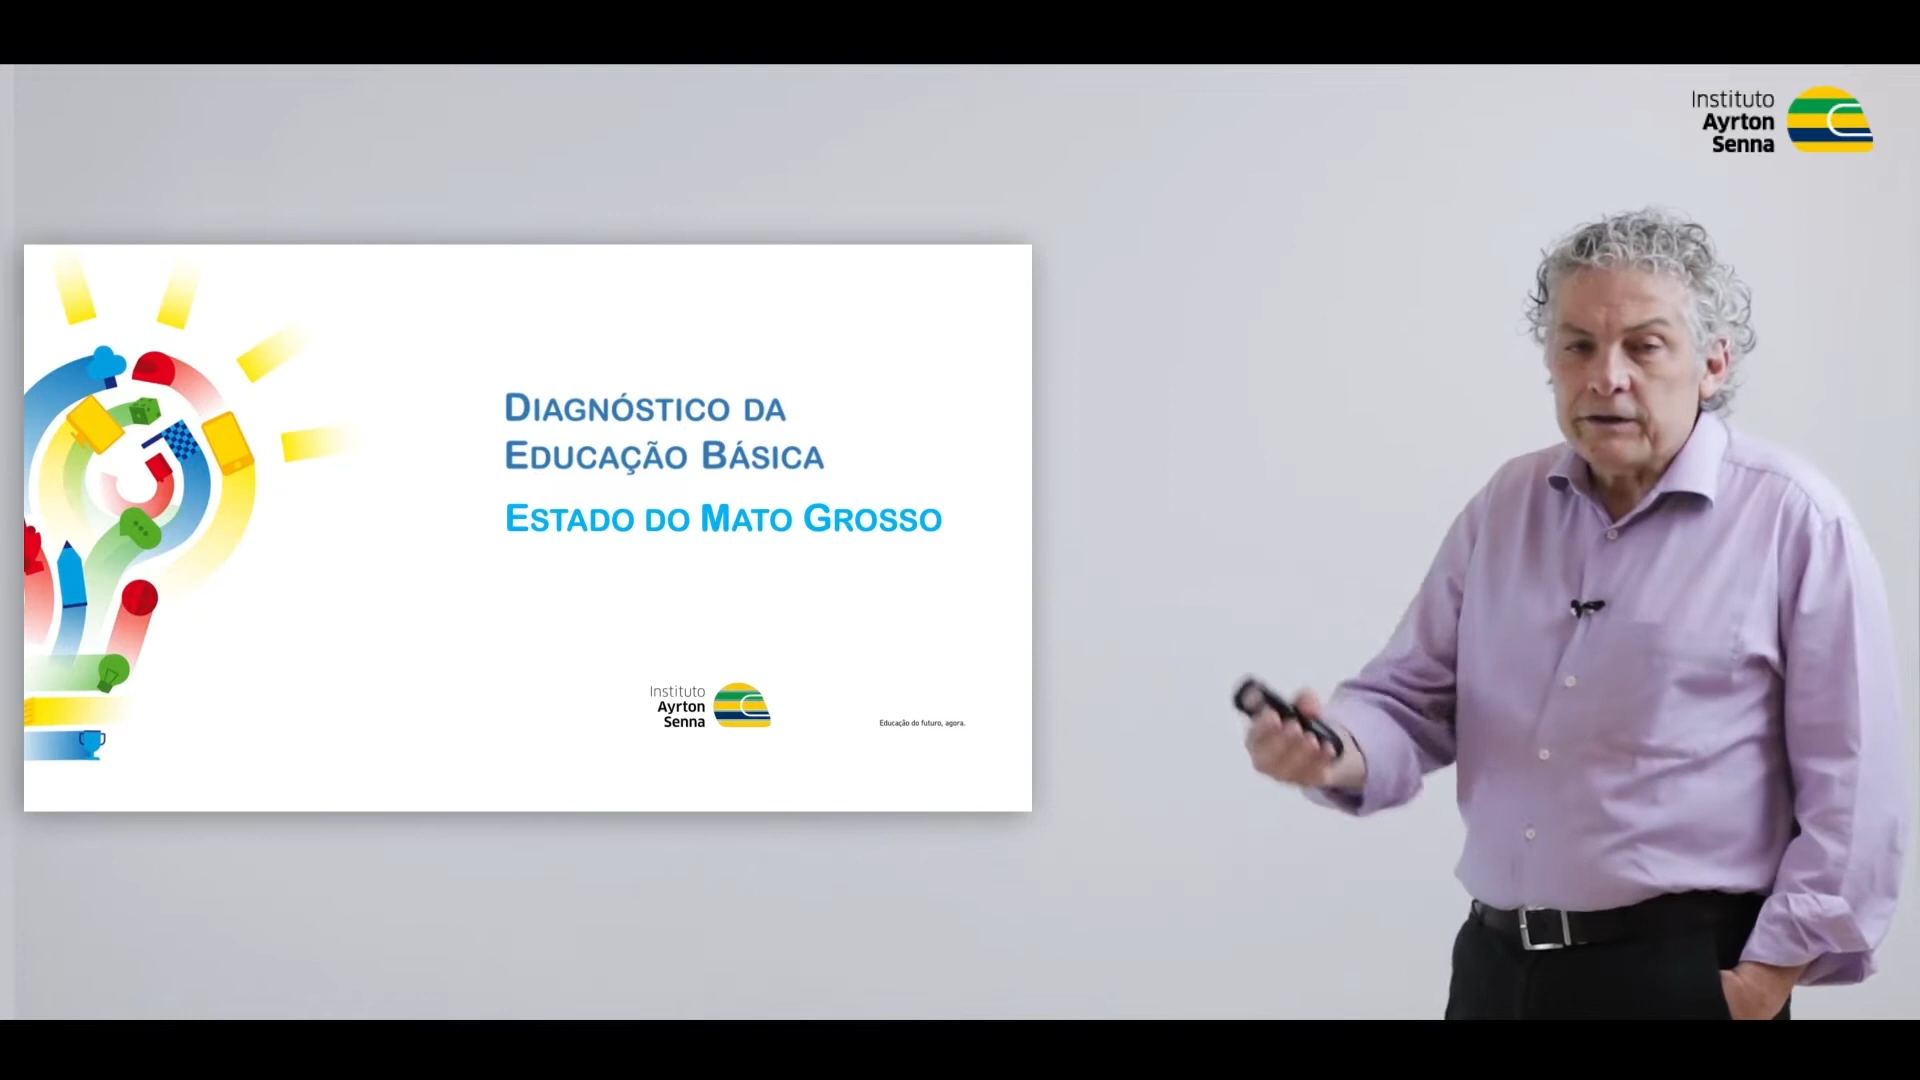 Instituto
Ayrton
Senna
DIAGNÓSTICO DA
EDUCAÇÃO BÁSICA
ESTADO DO MATO GROSSO
Instituto
Ayrton
Senna
Educação do futuro, agora.